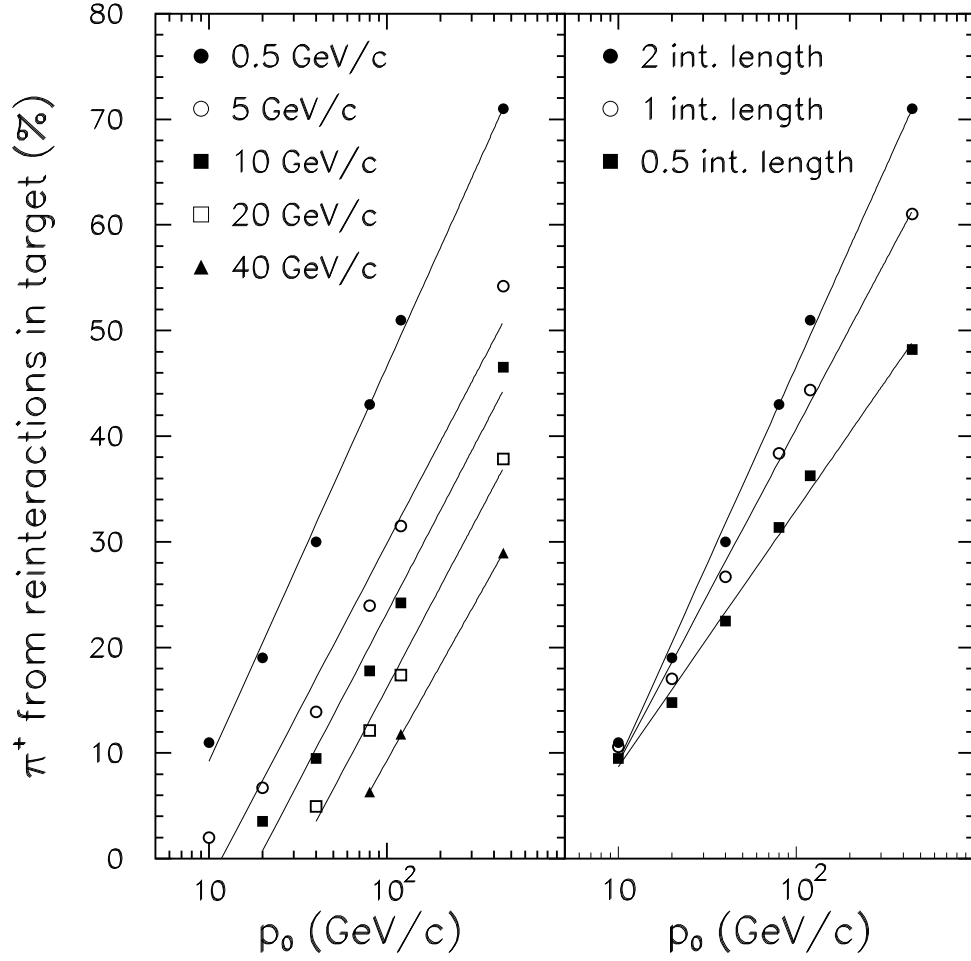 π⁺ from reinteractions in target (%)
80
70
60
50
40
30
20
10
0
0.5 GeV/c
5 GeV/c
10 GeV/c
20 GeV/c
40 GeV/c
10
10²
p₀ (GeV/c)
2 int. length
1 int. length
0.5 int. length
10
10²
p₀ (GeV/c)